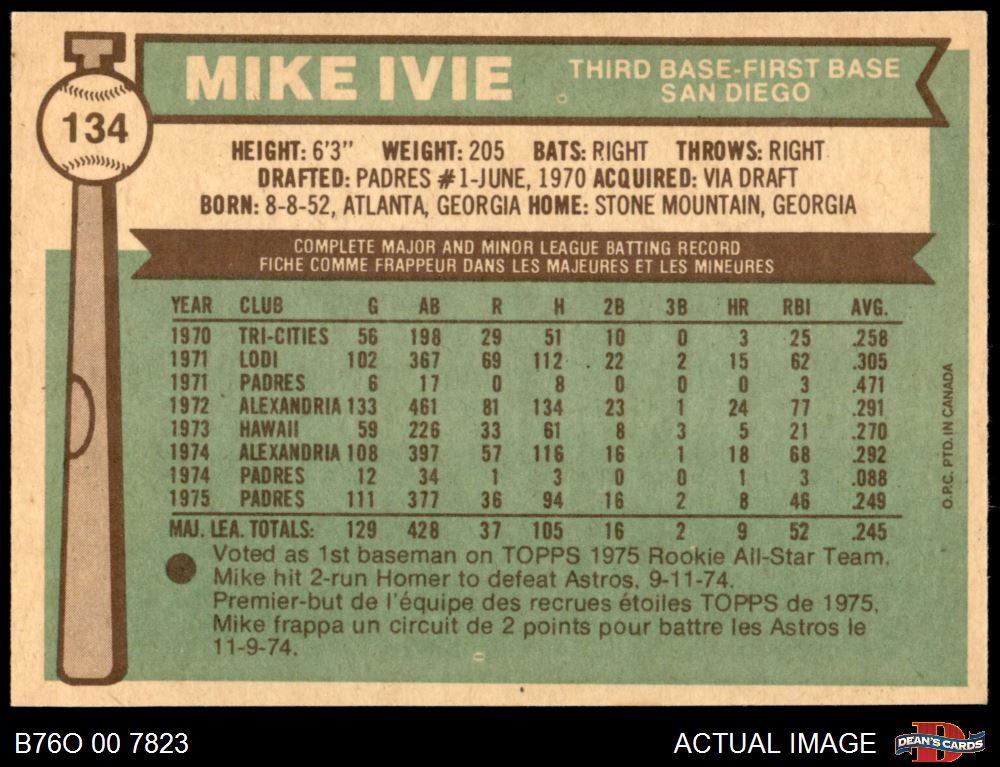 134
MIKE IVIE
THIRD BASE-FIRST BASE
SAN DIEGO
HEIGHT: 6'3" WEIGHT: 205 BATS: RIGHT THROWS: RIGHT
DRAFTED: PADRES #1-JUNE, 1970 ACQUIRED: VIA DRAFT
BORN: 8-8-52, ATLANTA, GEORGIA HOME: STONE MOUNTAIN, GEORGIA
COMPLETE MAJOR AND MINOR LEAGUE BATTING RECORD
FICHE COMME FRAPPEUR DANS LES MAJEURES ET LES MINEURES
YEAR CLUB G AB R H 2B 3B HR RBI AVG.
1970 TRI-CITIES 56 198 29 51 10 0 3 25 .258
1971 LODI 102 367 69 112 22 2 15 62 .305
1971 PADRES 6 17 0 8 0 0 0 3 .471
1972 ALEXANDRIA 133 461 81 134 23 1 24 77 .291
1973 HAWAII 59 226 33 61 8 3 5 21 .270
1974 ALEXANDRIA 108 397 57 116 16 1 18 68 .292
1974 PADRES 12 34 1 3 0 0 1 3 .088
1975 PADRES 111 377 36 94 16 2 8 46 .249
MAJ. LEA. TOTALS: 129 428 37 105 16 2 9 52 .245
Voted as 1st baseman on TOPPS 1975 Rookie All-Star Team.
Mike hit 2-run Homer to defeat Astros, 9-11-74.
Premier-but de l'équipe des recrues étoiles TOPPS de 1975,
Mike frappa un circuit de 2 points pour battre les Astros le
11-9-74.
O.P.C. PTD. IN CANADA
B76O 00 7823
ACTUAL IMAGE
DEAN'S CARDS